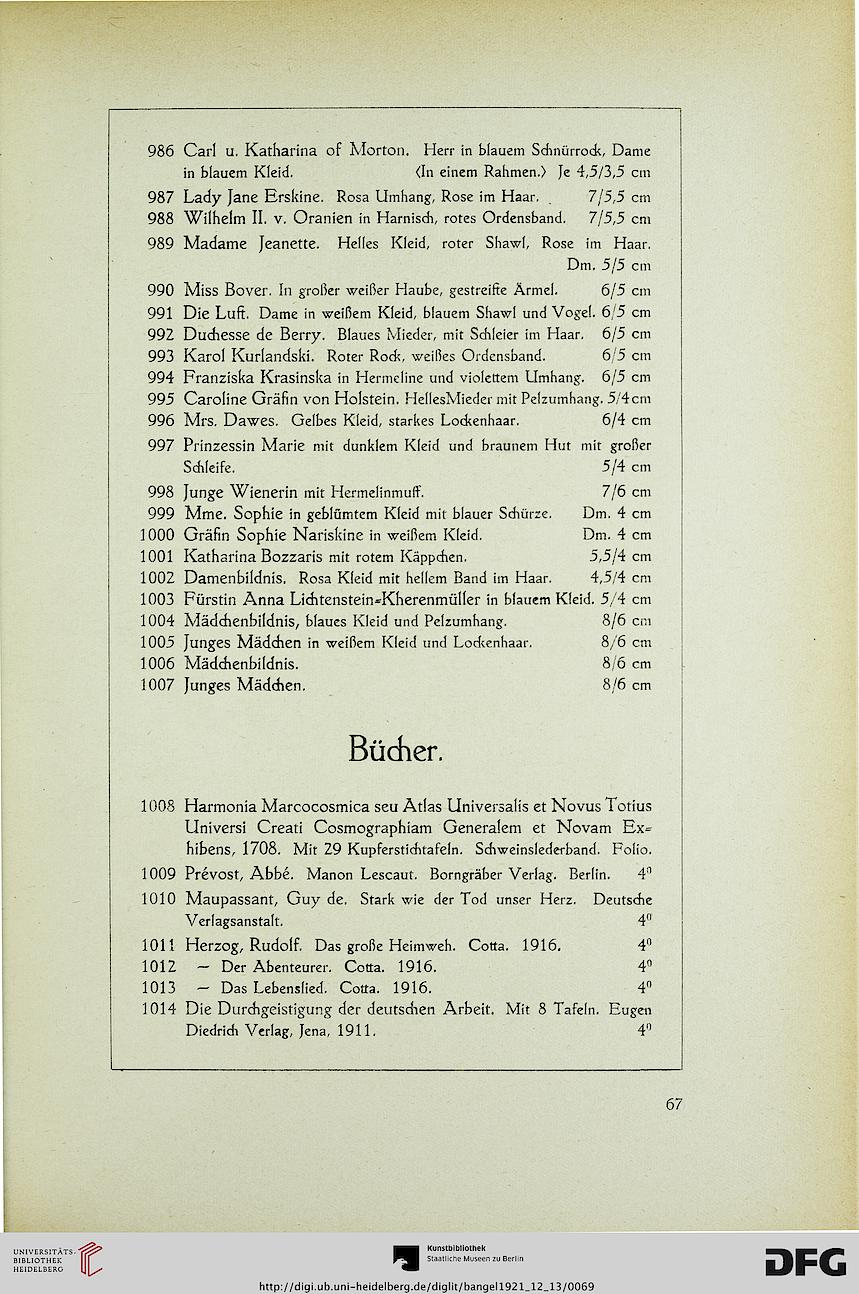 986 Carl u. Katharina of Morton. Herr in blauem Schnürrock, Dame
in blauem Kleid. <In einem Rahmen.> Je 4,5/3,5 cm
987 Lady Jane Erskine. Rosa Umhang, Rose im Haar. 7/5,5 cm
988 Wilhelm II. v. Oranien in Harnisch, rotes Ordensband. 7/5,5 cm
989 Madame Jeanette. Helles Kleid, roter Shawl, Rose im Haar.
Dm. 5/5 cm
990 Miss Bover. In großer weißer Haube, gestreifte Ärmel. 6/5 cm
991 Die Luft. Dame in weißem Kleid, blauem Shawl und Vogel. 6/5 cm
992 Duchesse de Berry. Blaues Mieder, mit Schleier im Haar. 6/5 cm
993 Karol Kurlandski. Roter Rock, weißes Ordensband. 6/5 cm
994 Franziska Krasinska in Hermeline und violettem Umhang. 6/5 cm
995 Caroline Gräfin von Holstein. HellesMieder mit Pelzumhang. 5/4cm
996 Mrs. Dawes. Gelbes Kleid, starkes Lockenhaar. 6/4 cm
997 Prinzessin Marie mit dunklem Kleid und braunem Hut mit großer
Schleife. 5/4 cm
998 Junge Wienerin mit Hermelinmuff. 7/6 cm
999 Mme. Sophie in geblümtem Kleid mit blauer Schürze. Dm. 4 cm
1000 Gräfin Sophie Nariskine in weißem Kleid. Dm. 4 cm
1001 Katharina Bozzaris mit rotem Käppchen. 5,5/4 cm
1002 Damenbildnis. Rosa Kleid mit hellem Band im Haar. 4,5/4 cm
1003 Fürstin Anna Lichtenstein=Kherenmüller in blauem Kleid. 5/4 cm
1004 Mädchenbildnis, blaues Kleid und Pelzumhang. 8/6 cm
1005 Junges Mädchen in weißem Kleid und Lockenhaar. 8/6 cm
1006 Mädchenbildnis. 8/6 cm
1007 Junges Mädchen. 8/6 cm
Bücher.
1008 Harmonia Marcocosmica seu Atlas Universalis et Novus Totius
Universi Creati Cosmographiam Generalem et Novam Ex=
hibens, 1708. Mit 29 Kupferstichtafeln. Schweinslederband. Folio.
1009 Prévost, Abbé. Manon Lescaut. Borngräber Verlag. Berlin. 4⁰
1010 Maupassant, Guy de. Stark wie der Tod unser Herz. Deutsche
Verlagsanstalt. 4⁰
1011 Herzog, Rudolf. Das große Heimweh. Cotta. 1916. 4⁰
1012 — Der Abenteurer. Cotta. 1916. 4⁰
1013 — Das Lebenslied. Cotta. 1916. 4⁰
1014 Die Durchgeistigung der deutschen Arbeit. Mit 8 Tafeln. Eugen
Diedrich Verlag, Jena, 1911. 4⁰
67
UNIVERSITÄTS-
BIBLIOTHEK
HEIDELBERG
Kunstbibliothek
Staatliche Museen zu Berlin
DFG
http://digi.ub.uni-heidelberg.de/diglit/bangel1921_12_13/0069